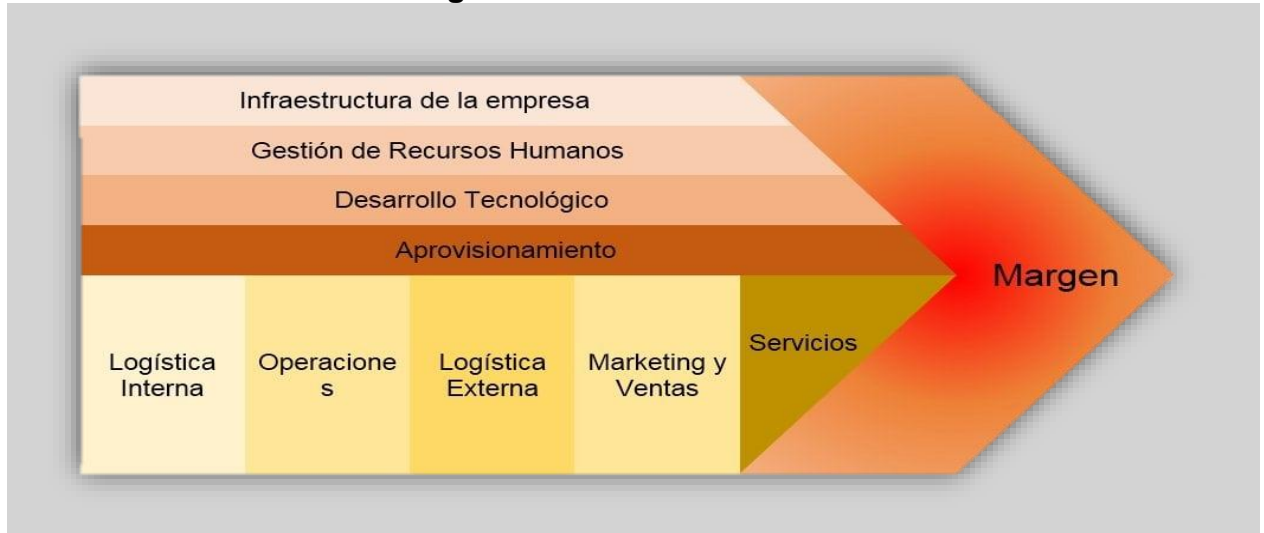 Infraestructura de la empresa
Gestión de Recursos Humanos
Desarrollo Tecnológico
Aprovisionamiento
Logística
Interna
Operacione
s
Logística
Externa
Marketing y
Ventas
Servicios
Margen